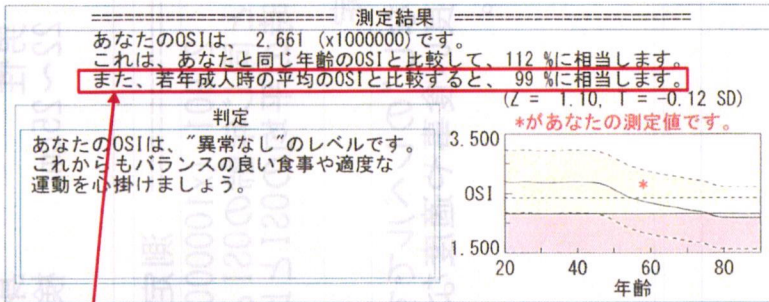 測定結果
あなたのOSIは、 2.661 (x1000000)です。
これは、あなたと同じ年齢のOSIと比較して、112 %に相当します。
また、若年成人時の平均のOSIと比較すると、 99 %に相当します。
(Z = 1.10, T = -0.12 SD)
判定
あなたのOSIは、"異常なし"のレベルです。
これからもバランスの良い食事や適度な
運動を心掛けましょう。
*があなたの測定値です。
3.500
OSI
*
1.500
20 40 60 80
年齢